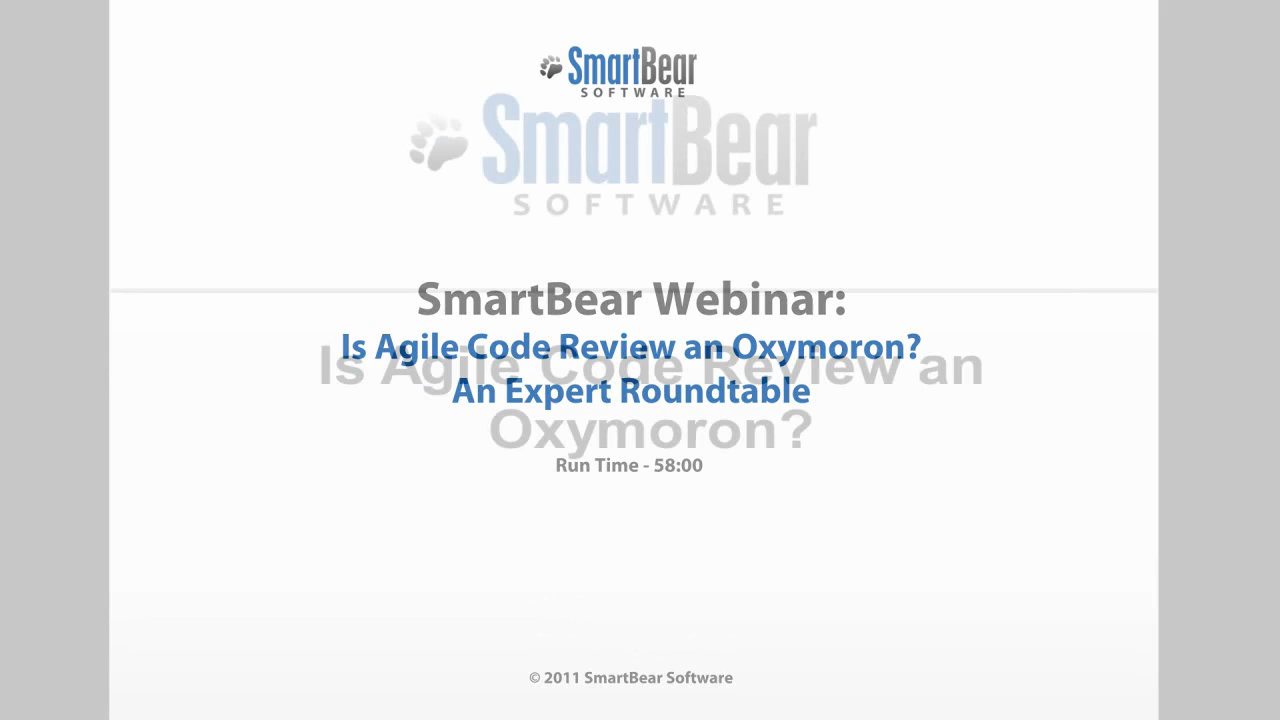 SmartBear
SOFTWARE
SmartBear
SOFTWARE
SmartBear Webinar:
Is Agile Code Review an Oxymoron?
Is Agile Code Review an
An Expert Roundtable
Oxymoron?
Run Time - 58:00
© 2011 SmartBear Software